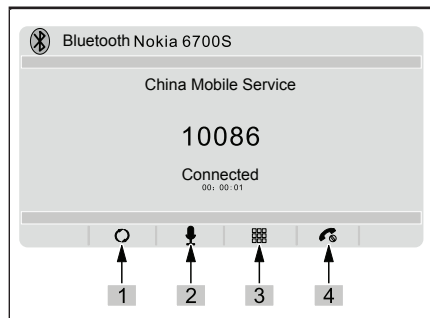 Bluetooth Nokia 6700S
China Mobile Service
10086
Connected
00: 00:01
1 2 3 4